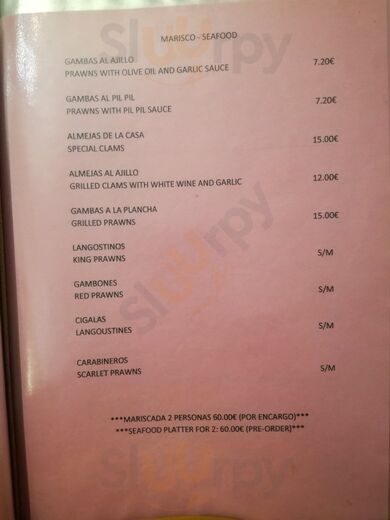 MARISCO - SEAFOOD
GAMBAS AL AJILLO
PRAWNS WITH OLIVE OIL AND GARLIC SAUCE 7.20€
GAMBAS AL PIL PIL
PRAWNS WITH PIL PIL SAUCE 7.20€
ALMEJAS DE LA CASA
SPECIAL CLAMS 15.00€
ALMEJAS AL AJILLO
GRILLED CLAMS WITH WHITE WINE AND GARLIC 12.00€
GAMBAS A LA PLANCHA
GRILLED PRAWNS 15.00€
LANGOSTINOS
KING PRAWNS S/M
GAMBONES
RED PRAWNS S/M
CIGALAS
LANGOUSTINES S/M
CARABINEROS
SCARLET PRAWNS S/M
***MARISCADA 2 PERSONAS 60.00€ (POR ENCARGO)***
***SEAFOOD PLATTER FOR 2: 60.00€ (PRE-ORDER)***
Sluurpy
Sluurpy
Sluurpy